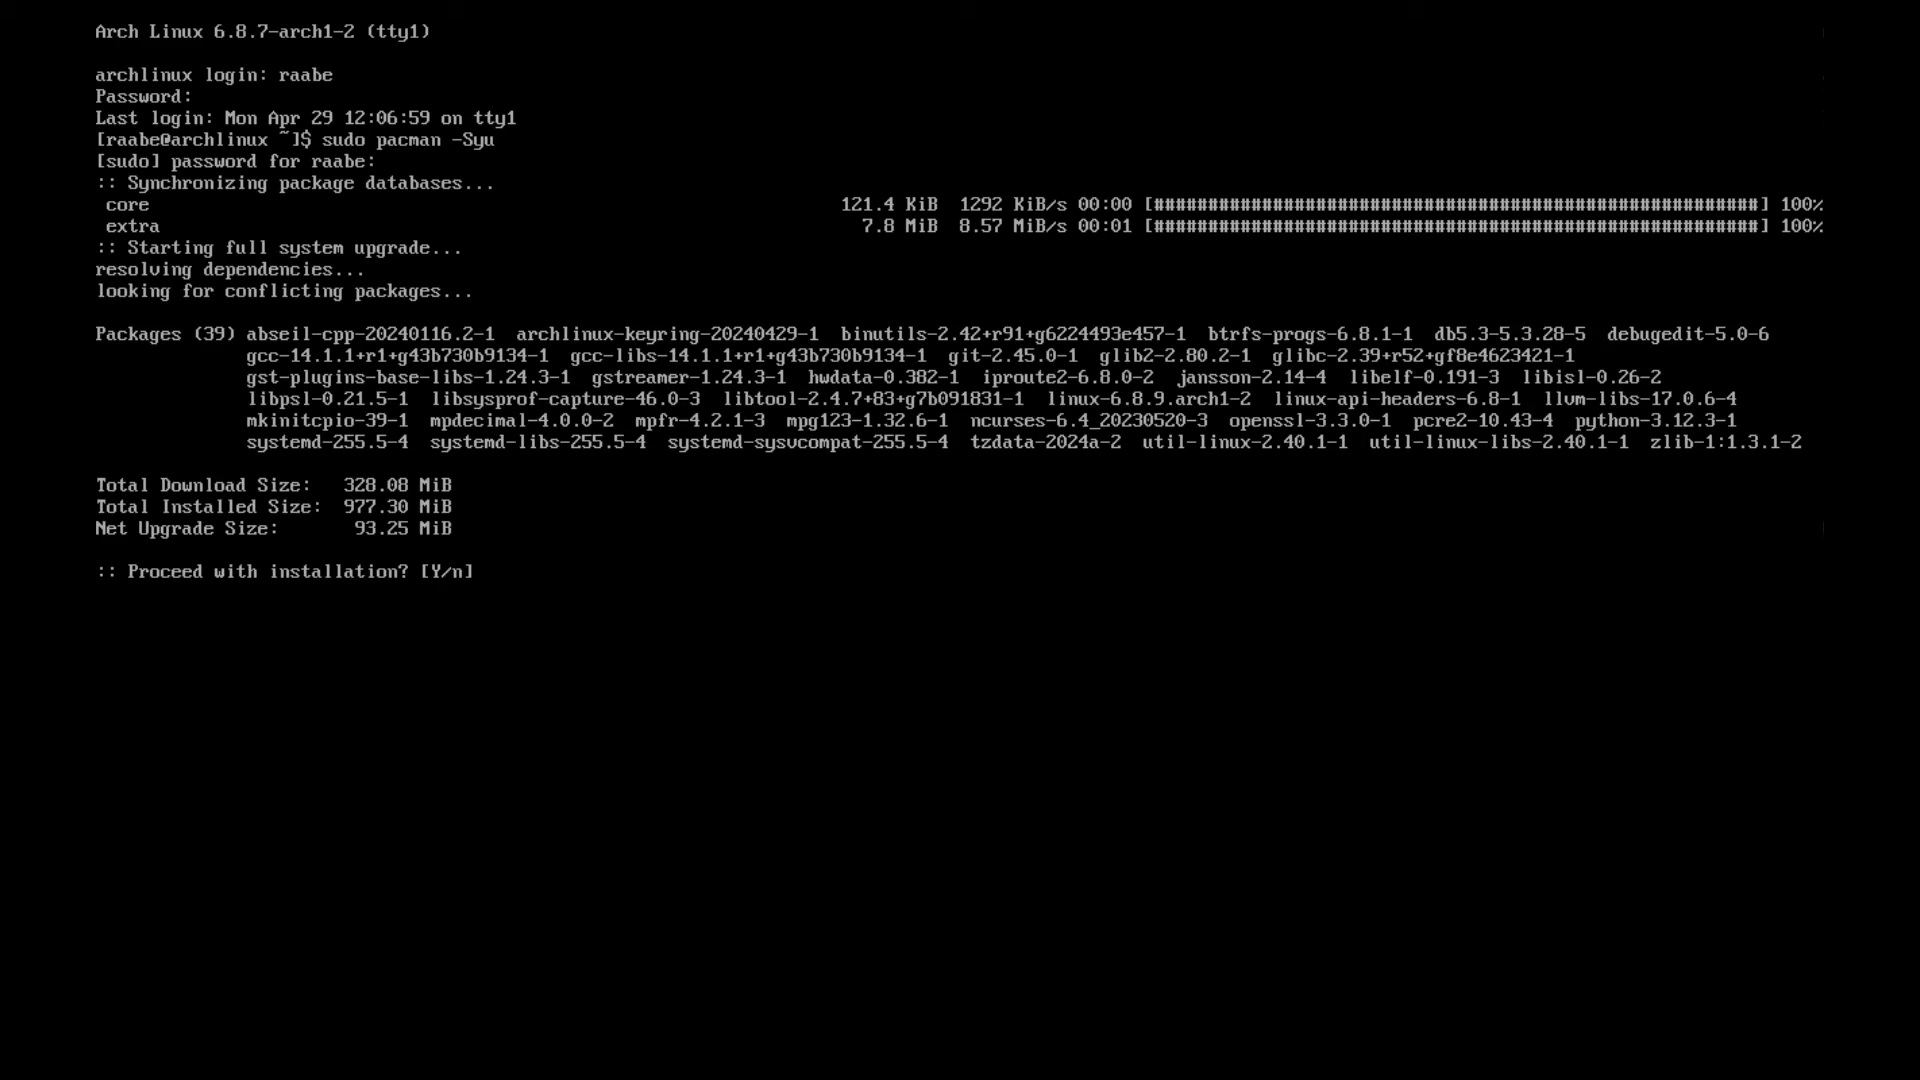 Arch Linux 6.8.7-arch1-2 (tty1)
archlinux login: raabe
Password:
Last login: Mon Apr 29 12:06:59 on tty1
[raabe@archlinux ~]$ sudo pacman -Syu
[sudo] password for raabe:
:: Synchronizing package databases...
core 121.4 KiB 1292 KiB/s 00:00 [########################################################] 100%
extra 7.8 MiB 8.57 MiB/s 00:01 [########################################################] 100%
:: Starting full system upgrade...
resolving dependencies...
looking for conflicting packages...
Packages (39) abseil-cpp-20240116.2-1 archlinux-keyring-20240429-1 binutils-2.42+r91+g6224493e457-1 btrfs-progs-6.8.1-1 db5.3-5.3.28-5 debugedit-5.0-6
gcc-14.1.1+r1+g43b730b9134-1 gcc-libs-14.1.1+r1+g43b730b9134-1 git-2.45.0-1 glib2-2.80.2-1 glibc-2.39+r52+gf8e4623421-1
gst-plugins-base-libs-1.24.3-1 gstreamer-1.24.3-1 hwdata-0.382-1 iproute2-6.8.0-2 jansson-2.14-4 libelf-0.191-3 libisl-0.26-2
libpsl-0.21.5-1 libsysprof-capture-46.0-3 libtool-2.4.7+83+g7b091831-1 linux-6.8.9.arch1-2 linux-api-headers-6.8-1 llvm-libs-17.0.6-4
mkinitcpio-39-1 mpdecimal-4.0.0-2 mpfr-4.2.1-3 mpg123-1.32.6-1 ncurses-6.4_20230520-3 openssl-3.3.0-1 pcre2-10.43-4 python-3.12.3-1
systemd-255.5-4 systemd-libs-255.5-4 systemd-sysvcompat-255.5-4 tzdata-2024a-2 util-linux-2.40.1-1 util-linux-libs-2.40.1-1 zlib-1:1.3.1-2
Total Download Size: 328.08 MiB
Total Installed Size: 977.30 MiB
Net Upgrade Size: 93.25 MiB
:: Proceed with installation? [Y/n]